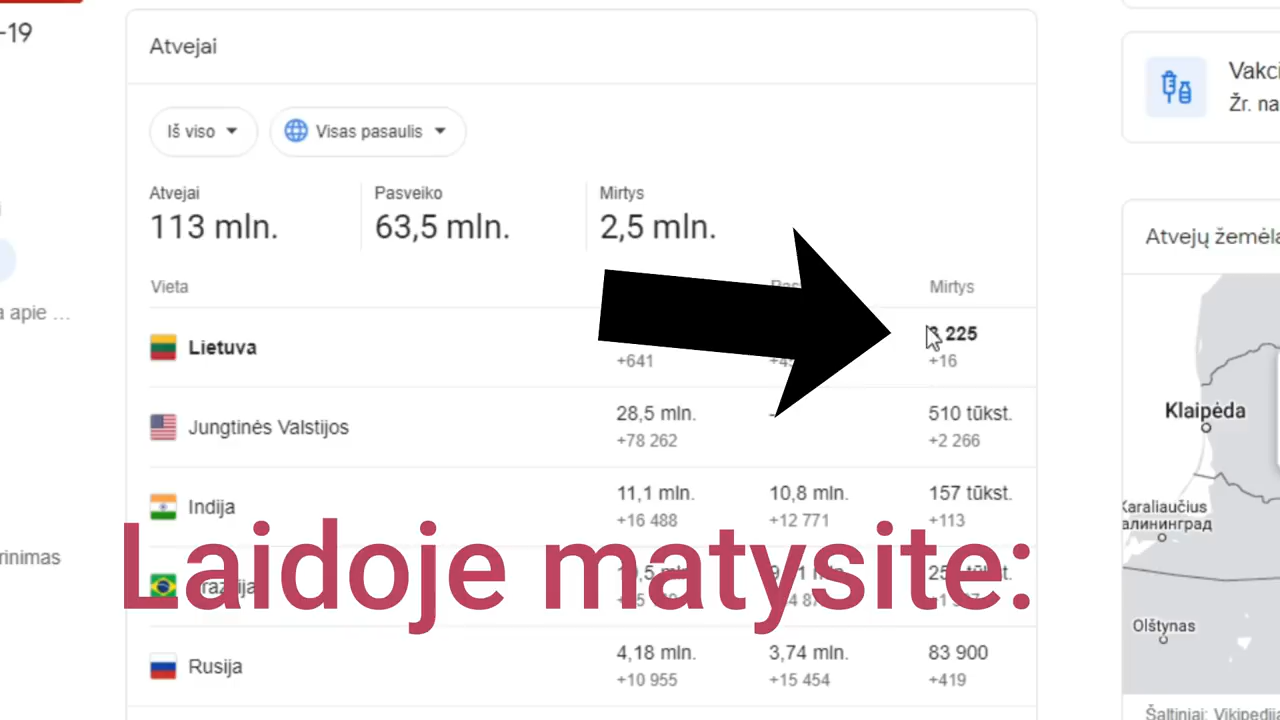 -19
Atvejai
Iš viso
Visas pasaulis
Atvejai
Pasveiko
Mirtys
113 mln.
63,5 mln.
2,5 mln.
Vieta
Mirtys
Lietuva
225
+641
+16
Jungtinės Valstijos
28,5 mln.
-
510 tūkst.
+78 262
+2 266
Indija
11,1 mln.
10,8 mln.
157 tūkst.
+16 488
+12 771
+113
Laidoje matysite:
Rusija
4,18 mln.
3,74 mln.
83 900
+10 955
+15 454
+419
a apie ...
rinimas
Vakci
Žr. na
Atvejų žemėla
Klaipėda
Karaliaučius
алининград
Olštynas
Šaltiniai: Vikipedija